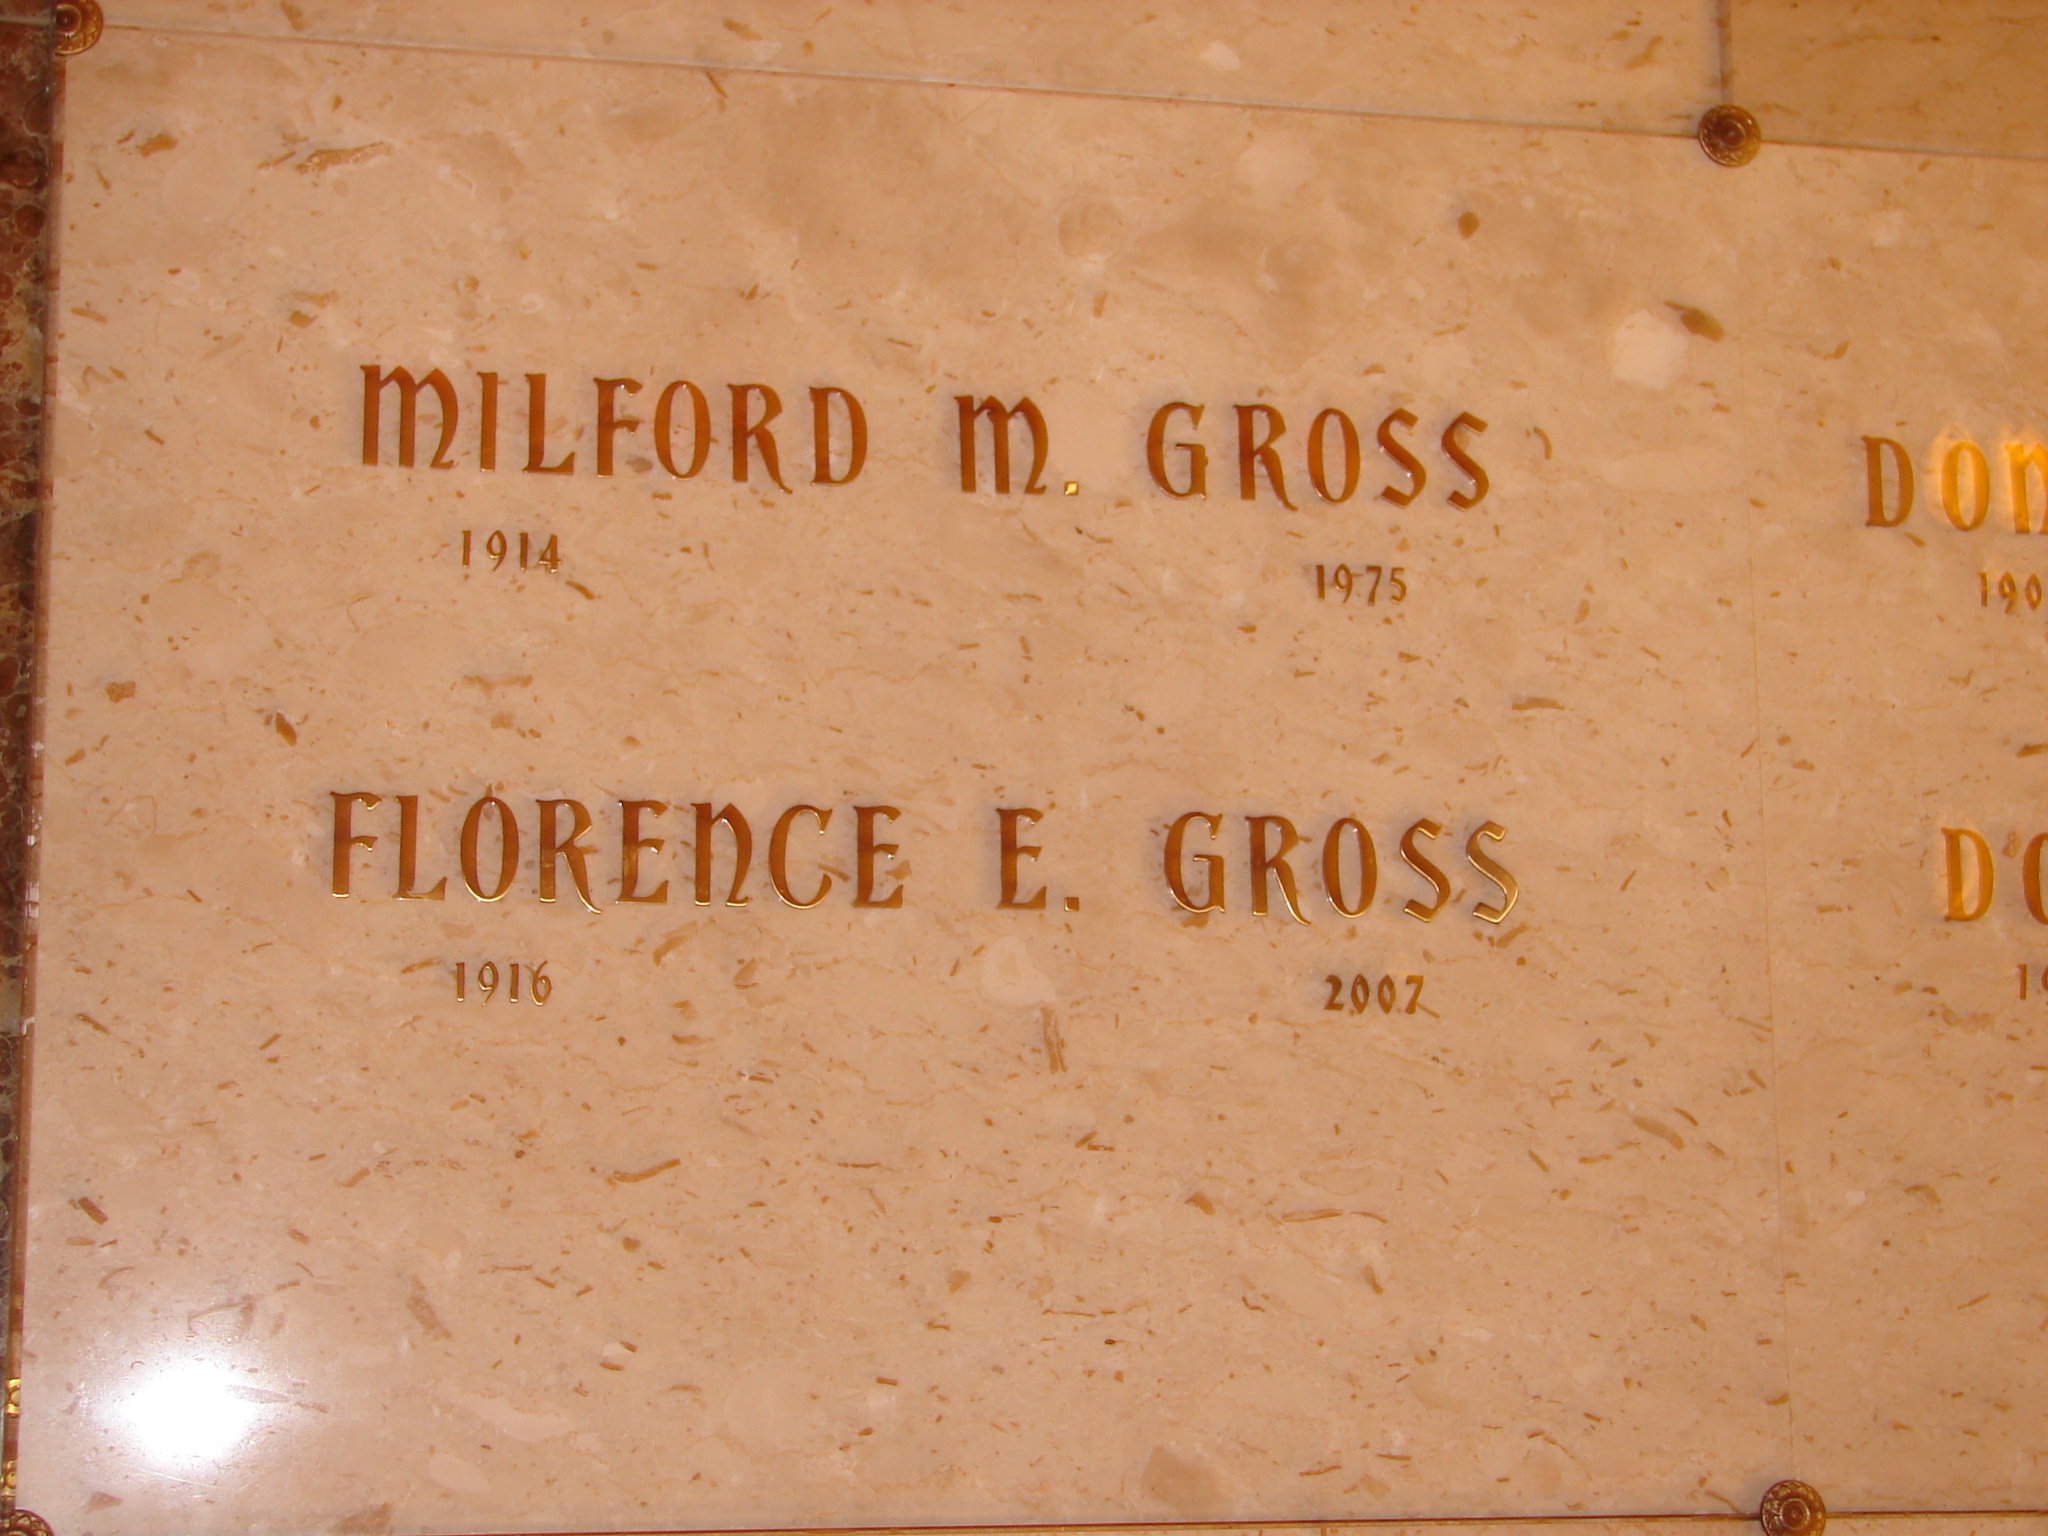 MILFORD M. GROSS
1914 1975
FLORENCE E. GROSS
1916 2007